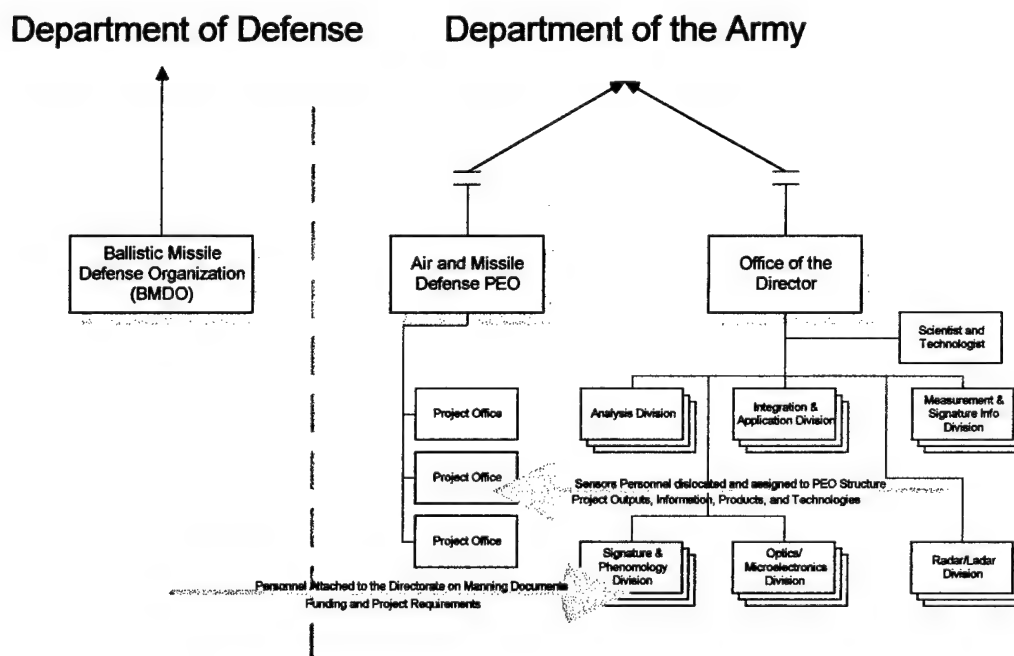 Department of Defense
Department of the Army
Ballistic Missile
Defense Organization
(BMDO)
Air and Missile
Defense PEO
Office of the
Director
Scientist and
Technologist
Project Office
Analysis Division
Integration &
Application Division
Measurement &
Signature Info
Division
Project Office
Sensors Personnel dislocated and assigned to PEO Structure
Project Outputs, Information, Products, and Technologies
Project Office
Signature &
Phenomology
Division
Optics/
Microelectronics
Division
Radar/Ladar
Division
Personnel Attached to the Directorate on Manning Documents
Funding and Project Requirements